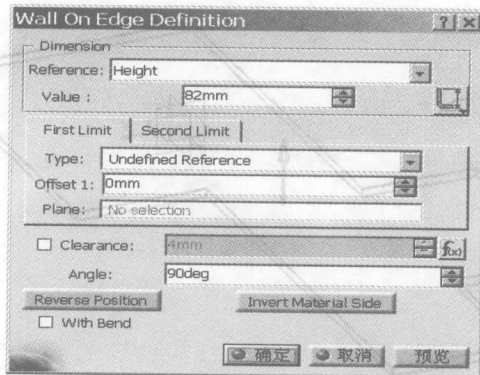 Wall On Edge Definition ? ×
Dimension
Reference: Height
Value : 82mm
First Limit Second Limit
Type: Undefined Reference
Offset 1: 0mm
Plane: No selection
Clearance: 4mm f(x)
Angle: 90deg
Reverse Position Invert Material Side
With Bend
确定 取消 预览